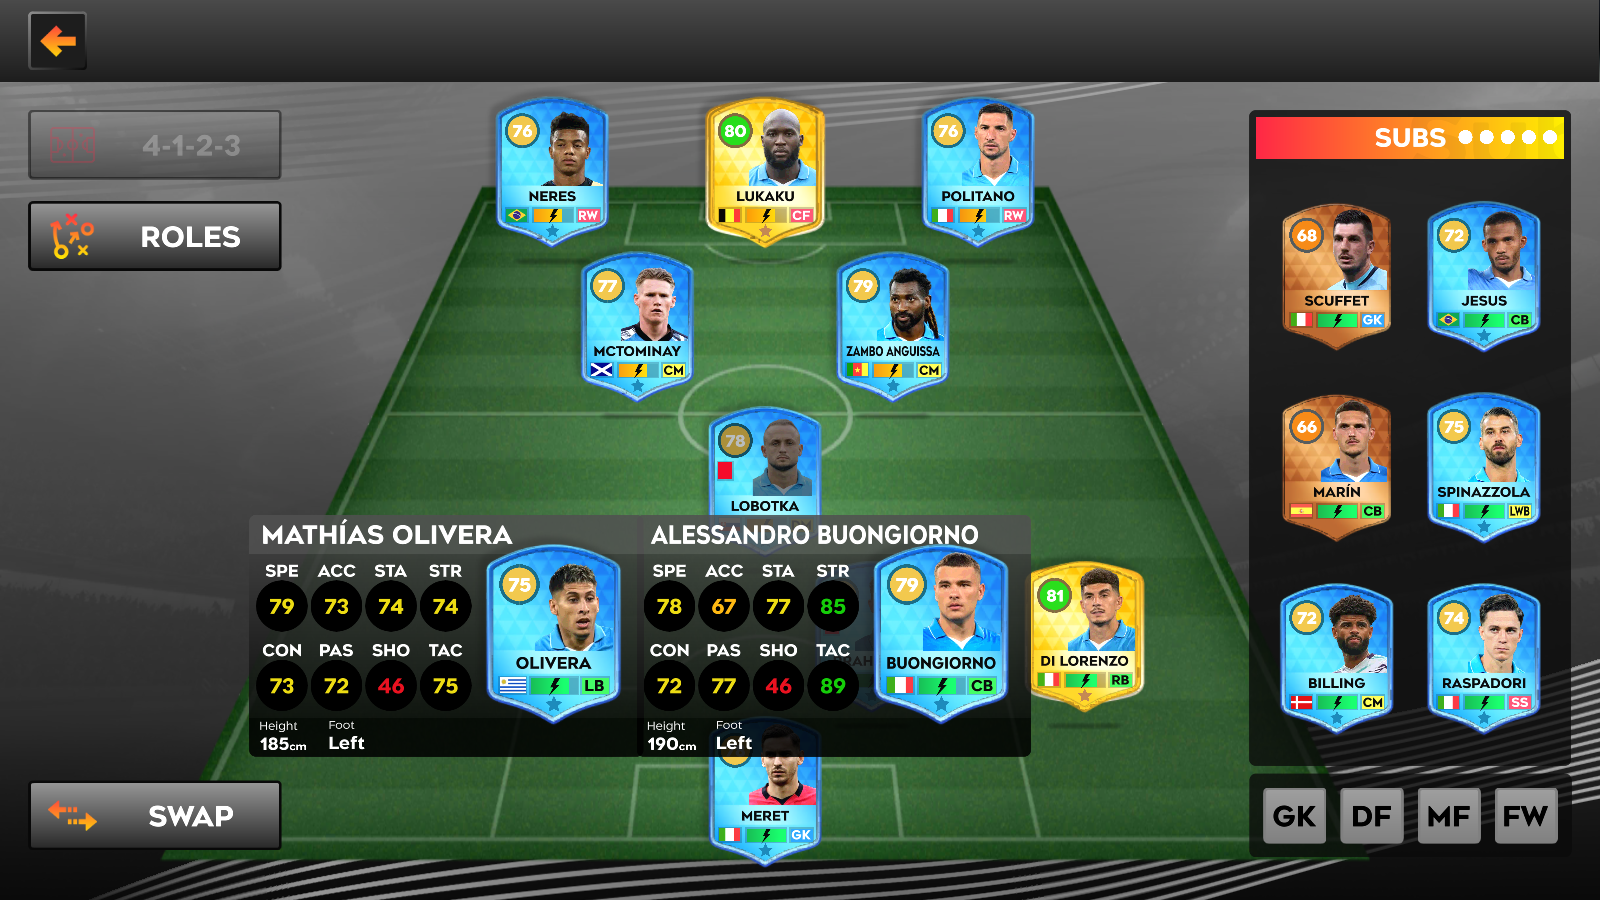 4-1-2-3
ROLES
76
NERES
RW
80
LUKAKU
CF
76
POLITANO
RW
77
MCTOMINAY
CM
79
ZAMBO ANGUISSA
CM
78
LOBOTKA
MATHÍAS OLIVERA
SPE ACC STA STR
79 73 74 74
CON PAS SHO TAC
73 72 46 75
Height Foot
185cm Left
75
OLIVERA
LB
ALESSANDRO BUONGIORNO
SPE ACC STA STR
78 67 77 85
CON PAS SHO TAC
72 77 46 89
Height Foot
190cm Left
79
BUONGIORNO
CB
81
DI LORENZO
RB
MERET
GK
SWAP
SUBS
68
SCUFFET
GK
72
JESUS
CB
66
MARÍN
CB
75
SPINAZZOLA
LWB
72
BILLING
CM
74
RASPADORI
SS
GK DF MF FW